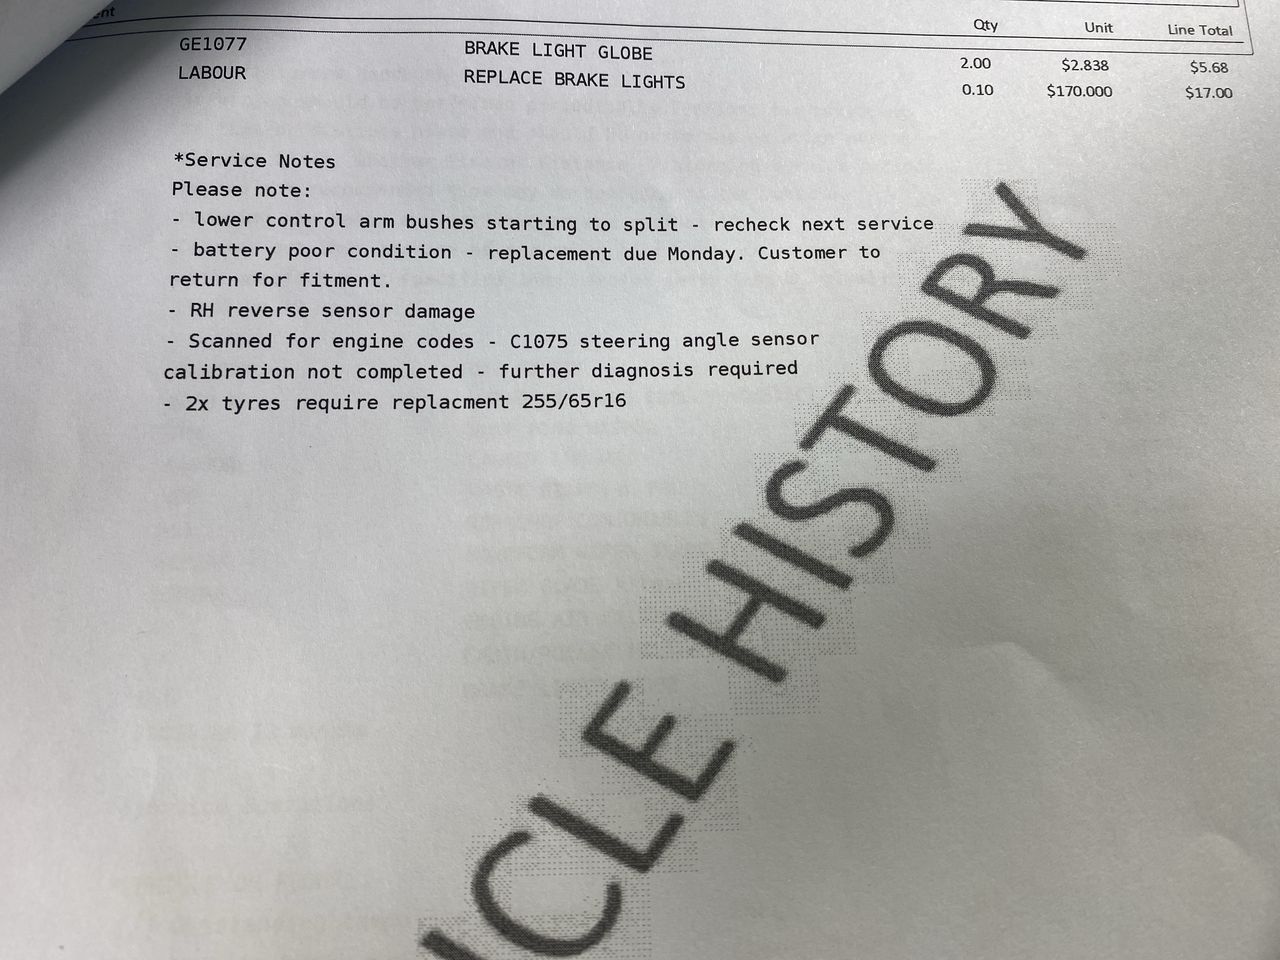 Qty Unit Line Total
GE1077 BRAKE LIGHT GLOBE 2.00 $2.838 $5.68
LABOUR REPLACE BRAKE LIGHTS 0.10 $170.000 $17.00
*Service Notes
Please note:
- lower control arm bushes starting to split - recheck next service
- battery poor condition - replacement due Monday. Customer to
return for fitment.
- RH reverse sensor damage
- Scanned for engine codes - C1075 steering angle sensor
calibration not completed - further diagnosis required
- 2x tyres require replacment 255/65r16
ICLE HISTORY